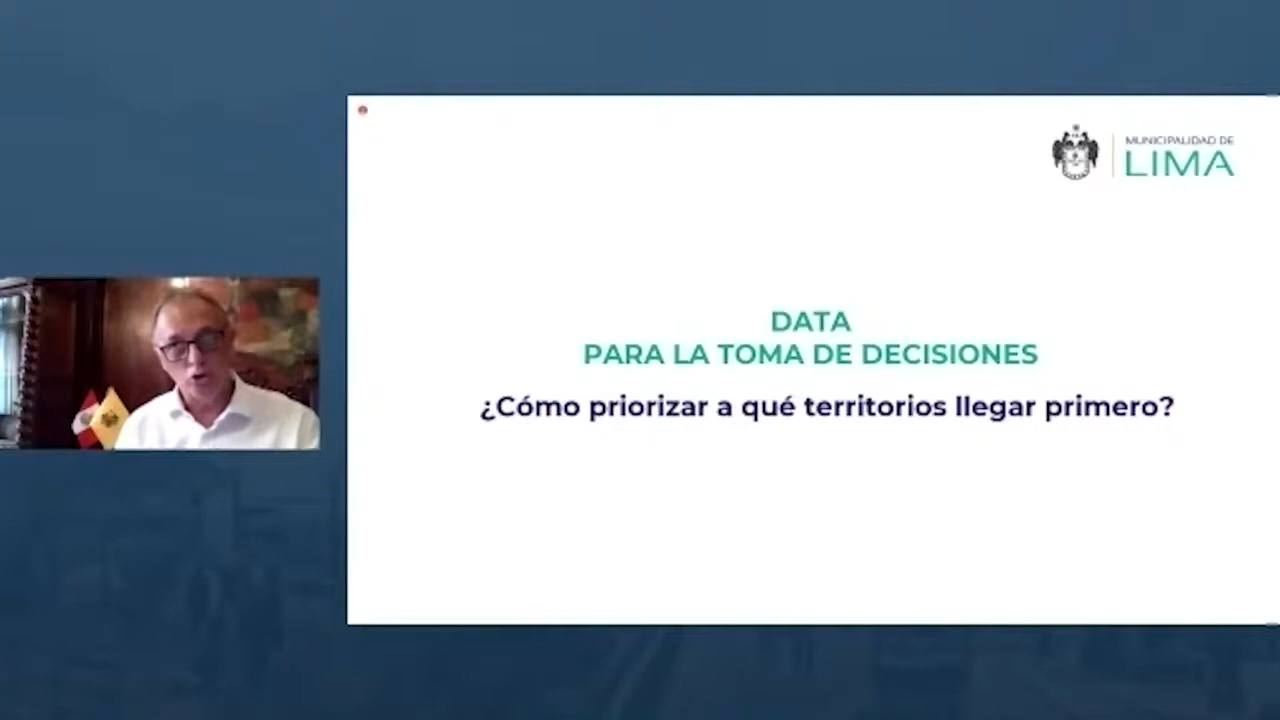 MUNICIPALIDAD DE
LIMA
DATA
PARA LA TOMA DE DECISIONES
¿Cómo priorizar a qué territorios llegar primero?